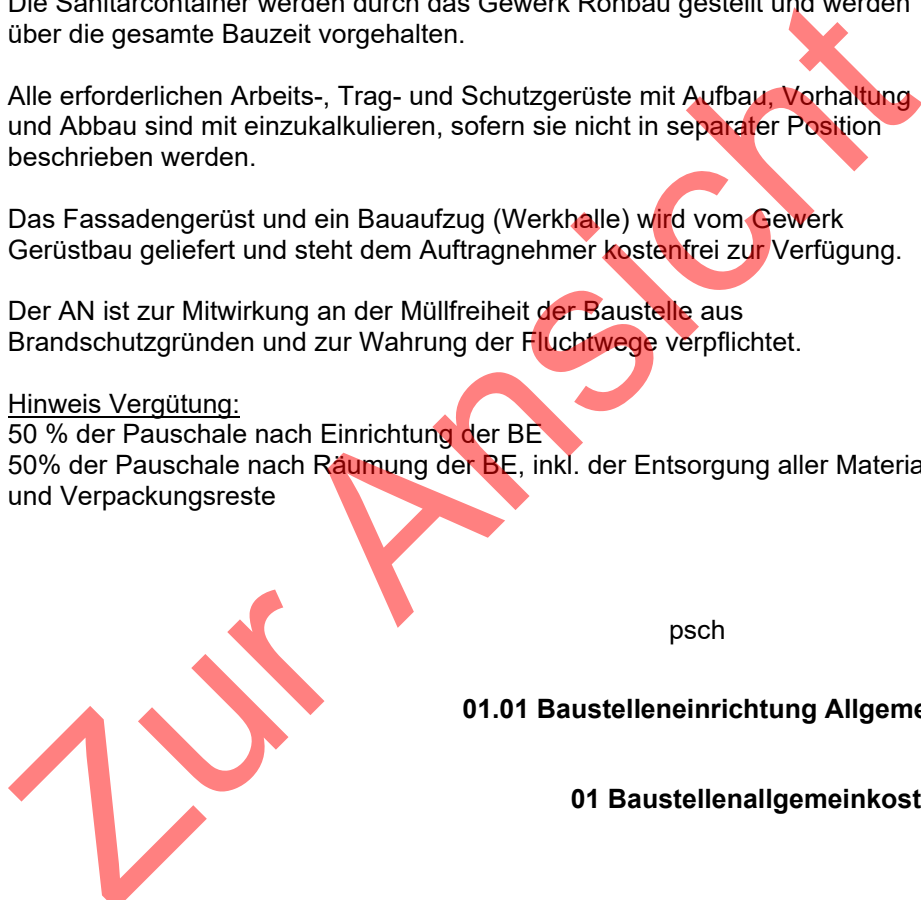 Die Sanitärcontainer werden durch das Gewerk Rohbau gestellt und werden
über die gesamte Bauzeit vorgehalten.
Alle erforderlichen Arbeits-, Trag- und Schutzgerüste mit Aufbau, Vorhaltung
und Abbau sind mit einzukalkulieren, sofern sie nicht in separater Position
beschrieben werden.
Das Fassadengerüst und ein Bauaufzug (Werkhalle) wird vom Gewerk
Gerüstbau geliefert und steht dem Auftragnehmer kostenfrei zur Verfügung.
Der AN ist zur Mitwirkung an der Müllfreiheit der Baustelle aus
Brandschutzgründen und zur Wahrung der Fluchtwege verpflichtet.
Hinweis Vergütung:
50 % der Pauschale nach Einrichtung der BE
50% der Pauschale nach Räumung der BE, inkl. der Entsorgung aller Materia
und Verpackungsreste
psch
01.01 Baustelleneinrichtung Allgeme
01 Baustellenallgemeinkost
Zur Ansicht